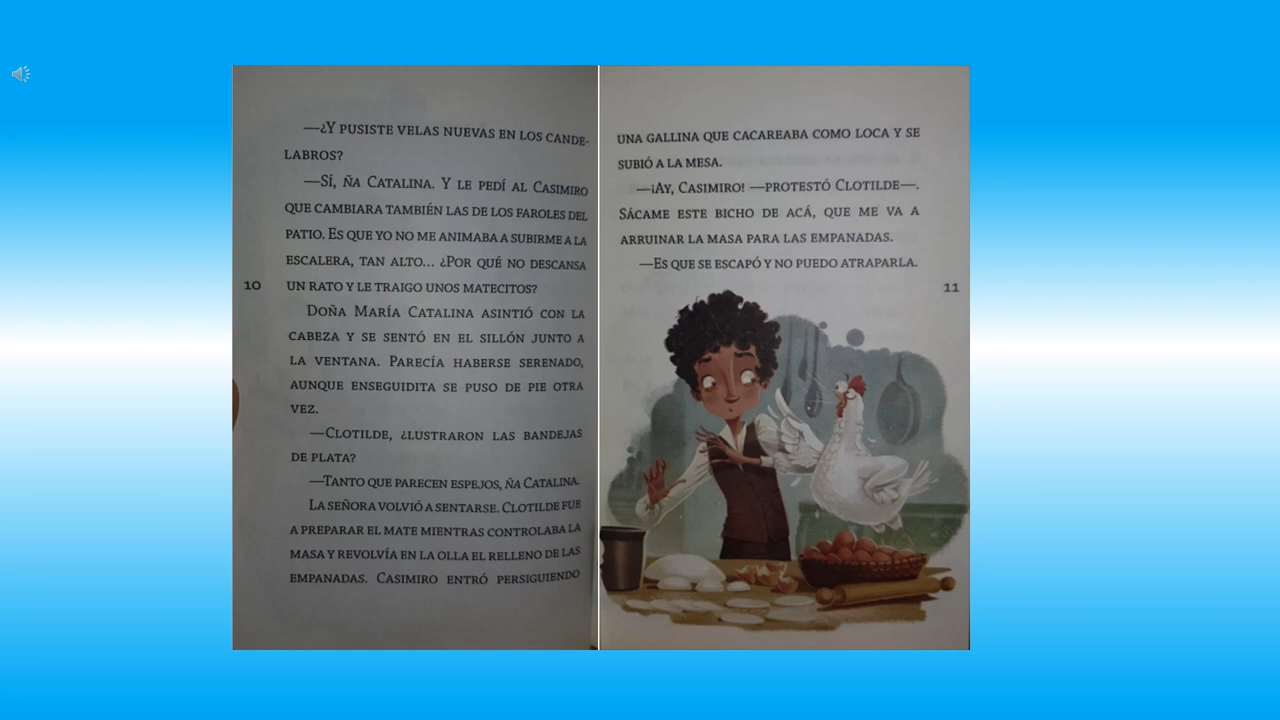 —¿Y PUSISTE VELAS NUEVAS EN LOS CANDE-
LABROS?
—SÍ, ÑA CATALINA. Y LE PEDÍ AL CASIMIRO
QUE CAMBIARA TAMBIÉN LAS DE LOS FAROLES DEL
PATIO. ES QUE YO NO ME ANIMABA A SUBIRME A LA
ESCALERA, TAN ALTO... ¿POR QUÉ NO DESCANSA
UN RATO Y LE TRAIGO UNOS MATECITOS?
DOÑA MARÍA CATALINA ASINTIÓ CON LA
CABEZA Y SE SENTÓ EN EL SILLÓN JUNTO A
LA VENTANA. PARECÍA HABERSE SERENADO,
AUNQUE ENSEGUIDITA SE PUSO DE PIE OTRA
VEZ.
—CLOTILDE, ¿LUSTRARON LAS BANDEJAS
DE PLATA?
—TANTO QUE PARECEN ESPEJOS, ÑA CATALINA.
LA SEÑORA VOLVIÓ A SENTARSE. CLOTILDE FUE
A PREPARAR EL MATE MIENTRAS CONTROLABA LA
MASA Y REVOLVÍA EN LA OLLA EL RELLENO DE LAS
EMPANADAS. CASIMIRO ENTRÓ PERSIGUIENDO
10
UNA GALLINA QUE CACAREABA COMO LOCA Y SE
SUBIÓ A LA MESA.
—¡AY, CASIMIRO! —PROTESTÓ CLOTILDE—.
SÁCAME ESTE BICHO DE ACÁ, QUE ME VA A
ARRUINAR LA MASA PARA LAS EMPANADAS.
—ES QUE SE ESCAPÓ Y NO PUEDO ATRAPARLA.
11